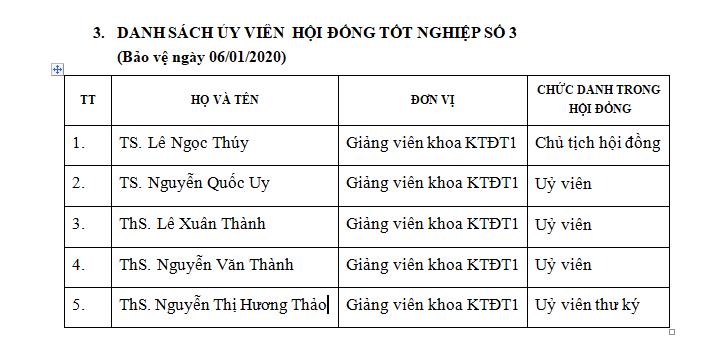 3. DANH SÁCH ỦY VIÊN HỘI ĐỒNG TỐT NGHIỆP SỐ 3
(Bảo vệ ngày 06/01/2020)
TT HỌ VÀ TÊN ĐƠN VỊ CHỨC DANH TRONG HỘI ĐỒNG
1. TS. Lê Ngọc Thúy Giảng viên khoa KTĐT1 Chủ tịch hội đồng
2. TS. Nguyễn Quốc Uy Giảng viên khoa KTĐT1 Uỷ viên
3. ThS. Lê Xuân Thành Giảng viên khoa KTĐT1 Uỷ viên
4. ThS. Nguyễn Văn Thành Giảng viên khoa KTĐT1 Uỷ viên
5. ThS. Nguyễn Thị Hương Thảo Giảng viên khoa KTĐT1 Uỷ viên thư ký